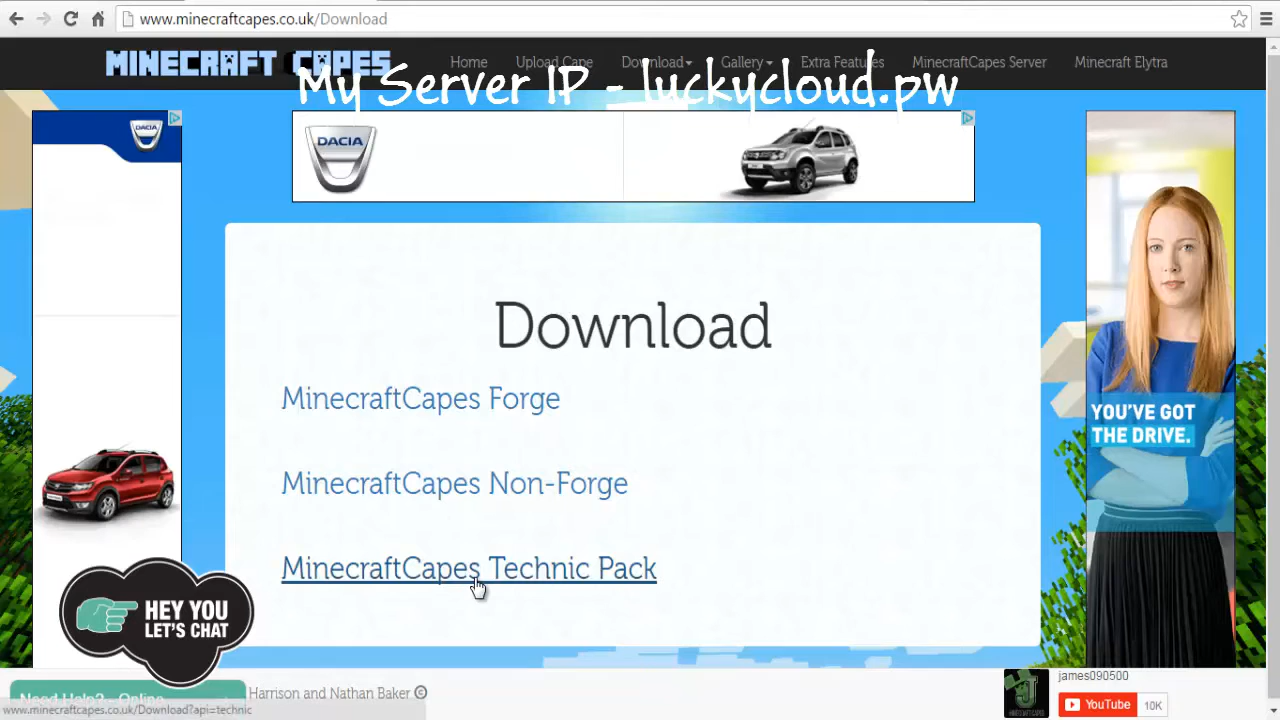 www.minecraftcapes.co.uk/Download
MINECRAFT CAPES
Home
Upload Cape
Download
Gallery
Extra Features
MinecraftCapes Server
Minecraft Elytra
My Server IP - luckycloud.pw
DACIA
DACIA
Download
MinecraftCapes Forge
MinecraftCapes Non-Forge
MinecraftCapes Technic Pack
YOU'VE GOT
THE DRIVE.
HEY YOU
LET'S CHAT
Need Help? - Online
Harrison and Nathan Baker ©
www.minecraftcapes.co.uk/Download?api=technic
james090500
YouTube
10K